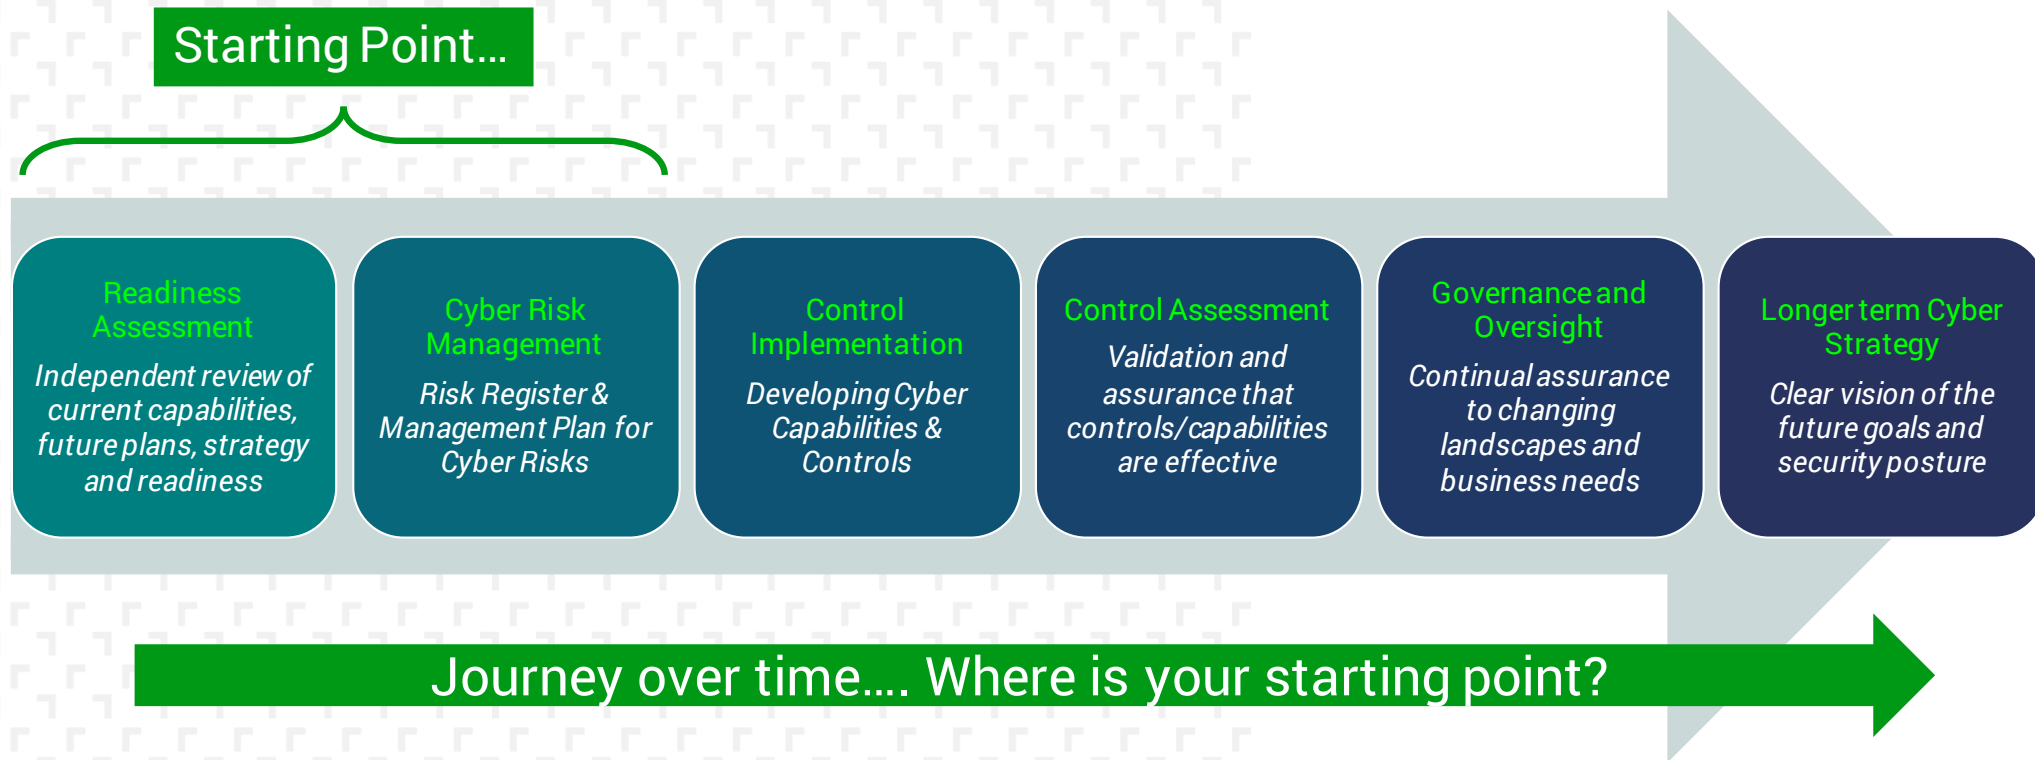 Starting Point...
Readiness
Assessment
Independent review of
current capabilities,
future plans, strategy
and readiness
Cyber Risk
Management
Risk Register &
Management Plan for
Cyber Risks
Control
Implementation
Developing Cyber
Capabilities &
Controls
Control Assessment
Validation and
assurance that
controls/capabilities
are effective
Governance and
Oversight
Continual assurance
to changing
landscapes and
business needs
Longer term Cyber
Strategy
Clear vision of the
future goals and
security posture
Journey over time.... Where is your starting point?